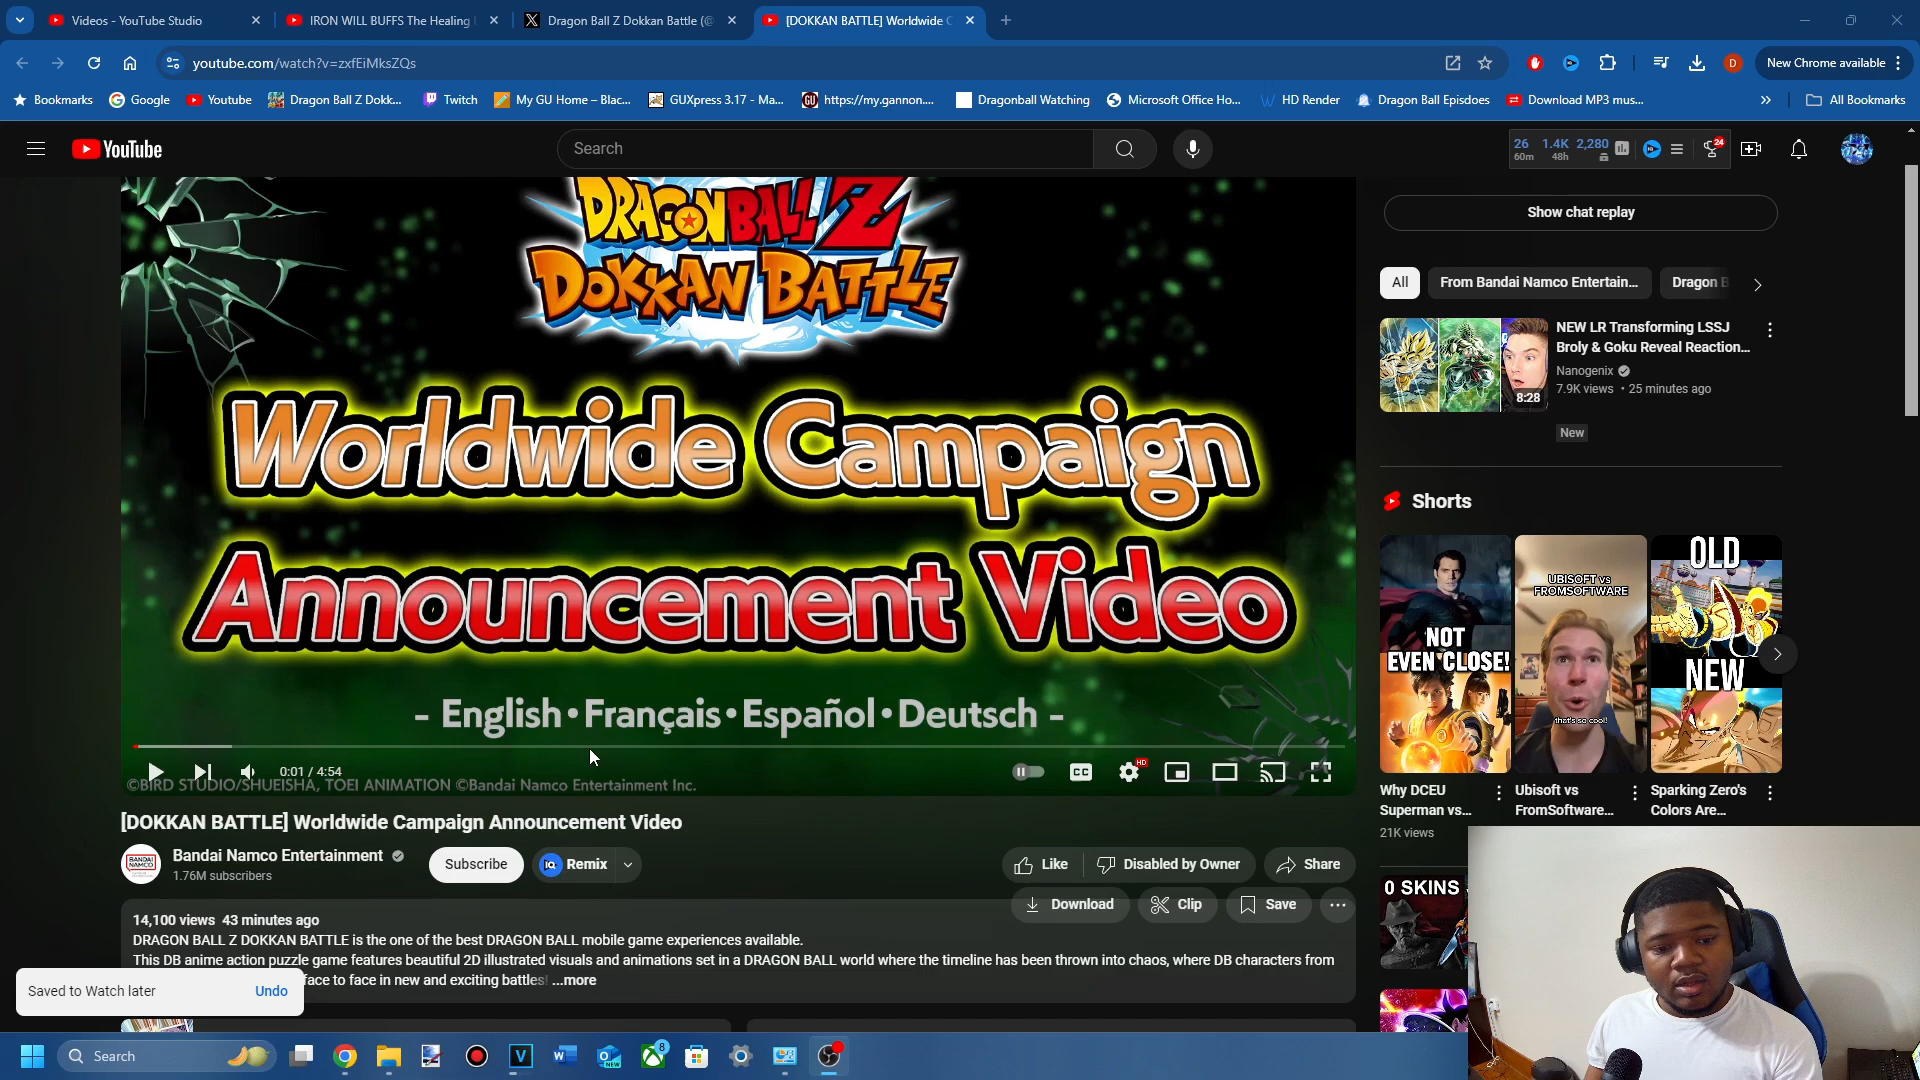 Videos - YouTube Studio
IRON WILL BUFFS The Healing
Dragon Ball Z Dokkan Battle (@
[DOKKAN BATTLE] Worldwide C
youtube.com/watch?v=zxfEiMksZQs
New Chrome available
Bookmarks
Google
Youtube
Dragon Ball Z Dokk...
Twitch
My GU Home – Blac...
GUXpress 3.17 - Ma...
https://my.gannon....
Dragonball Watching
Microsoft Office Ho...
HD Render
Dragon Ball Episdoes
Download MP3 mus...
All Bookmarks
YouTube
Search
26 1.4K 2,280
60m 48h
24
DRAGON BALL Z
DOKKAN BATTLE
Worldwide Campaign
Announcement Video
- English•Français•Español•Deutsch -
0:01 / 4:54
CC
HD
©BIRD STUDIO/SHUEISHA, TOEI ANIMATION ©Bandai Namco Entertainment Inc.
[DOKKAN BATTLE] Worldwide Campaign Announcement Video
BANDAI
NAMCO
Bandai Namco Entertainment
1.76M subscribers
Subscribe
Remix
Like
Disabled by Owner
Share
Download
Clip
Save
14,100 views 43 minutes ago
DRAGON BALL Z DOKKAN BATTLE is the one of the best DRAGON BALL mobile game experiences available.
This DB anime action puzzle game features beautiful 2D illustrated visuals and animations set in a DRAGON BALL world where the timeline has been thrown into chaos, where DB characters from
face to face in new and exciting battles! ...more
Saved to Watch later
Undo
Show chat replay
All
From Bandai Namco Entertain...
Dragon B
NEW LR Transforming LSSJ
Broly & Goku Reveal Reaction...
Nanogenix
7.9K views • 25 minutes ago
8:28
New
Shorts
NOT
EVEN CLOSE!
UBISOFT vs
FROMSOFTWARE
that's so cool!
OLD
NEW
Why DCEU
Superman vs...
21K views
Ubisoft vs
FromSoftware...
Sparking Zero's
Colors Are...
0 SKINS
Search
8